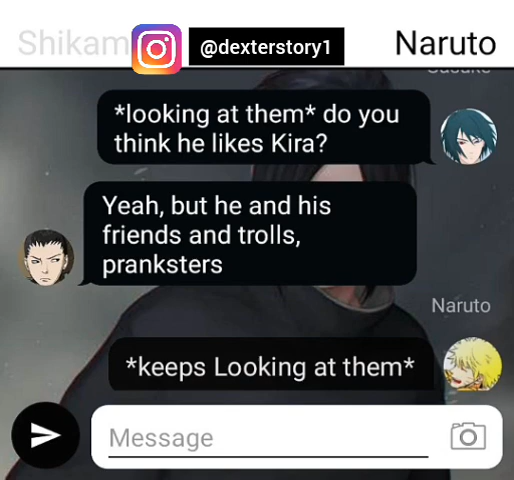 Shikam
@dexterstory1
Naruto
Sasuke
*looking at them* do you
think he likes Kira?
Yeah, but he and his
friends and trolls,
pranksters
Naruto
*keeps Looking at them*
Message